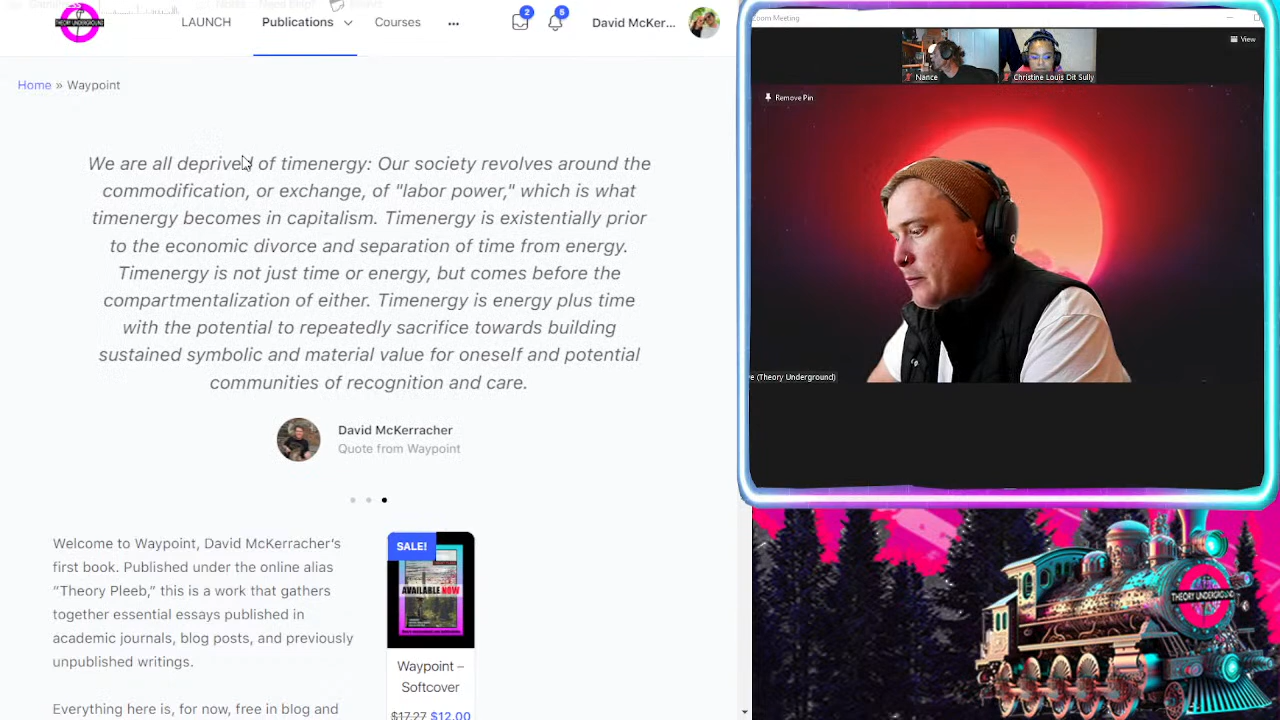 THEORY UNDERGROUND
LAUNCH
Publications
Courses
...
2
5
David McKer...
Home » Waypoint
We are all deprived of timenergy: Our society revolves around the
commodification, or exchange, of "labor power," which is what
timenergy becomes in capitalism. Timenergy is existentially prior
to the economic divorce and separation of time from energy.
Timenergy is not just time or energy, but comes before the
compartmentalization of either. Timenergy is energy plus time
with the potential to repeatedly sacrifice towards building
sustained symbolic and material value for oneself and potential
communities of recognition and care.
David McKerracher
Quote from Waypoint
Welcome to Waypoint, David McKerracher's
first book. Published under the online alias
"Theory Pleeb," this is a work that gathers
together essential essays published in
academic journals, blog posts, and previously
unpublished writings.
Everything here is, for now, free in blog and
SALE!
AVAILABLE NOW
Waypoint –
Softcover
$17.27 $12.00
Zoom Meeting
View
Nance
Christine Louis Dit Sully
Remove Pin
(Theory Underground)
THEORY UNDERGROUND